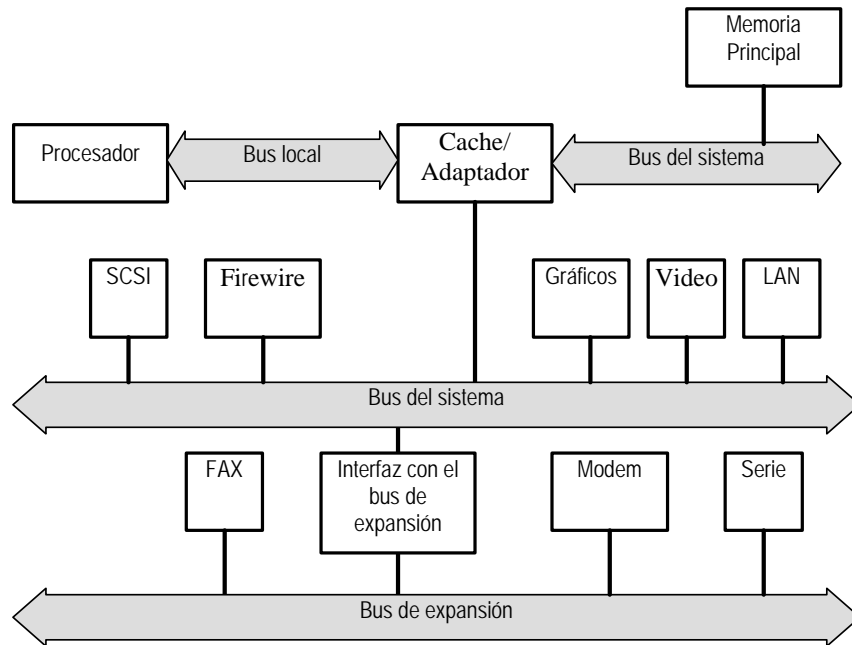 Memoria
Principal
Procesador
Bus local
Cache/
Adaptador
Bus del sistema
SCSI
Firewire
Gráficos
Video
LAN
Bus del sistema
FAX
Interfaz con el
bus de
expansión
Modem
Serie
Bus de expansión